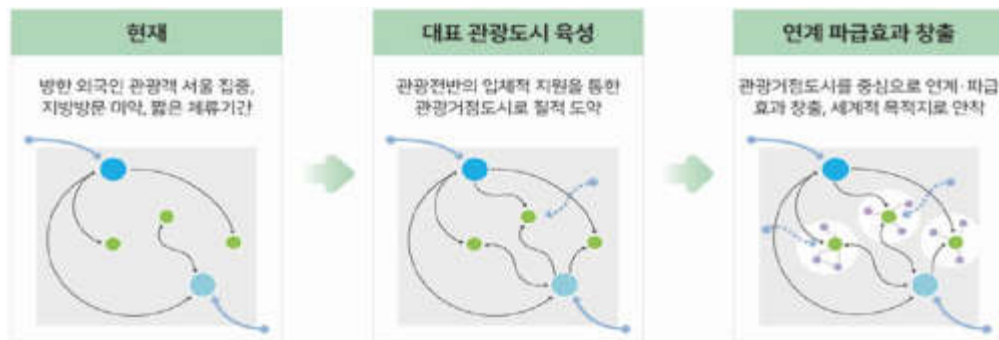 현재
방한 외국인 관광객 서울 집중,
지방방문 미약, 짧은 체류기간
대표 관광도시 육성
관광전반의 입체적 지원을 통한
관광거점도시로 질적 도약
연계 파급효과 창출
관광거점도시를 중심으로 연계·파급
효과 창출, 세계적 목적지로 안착